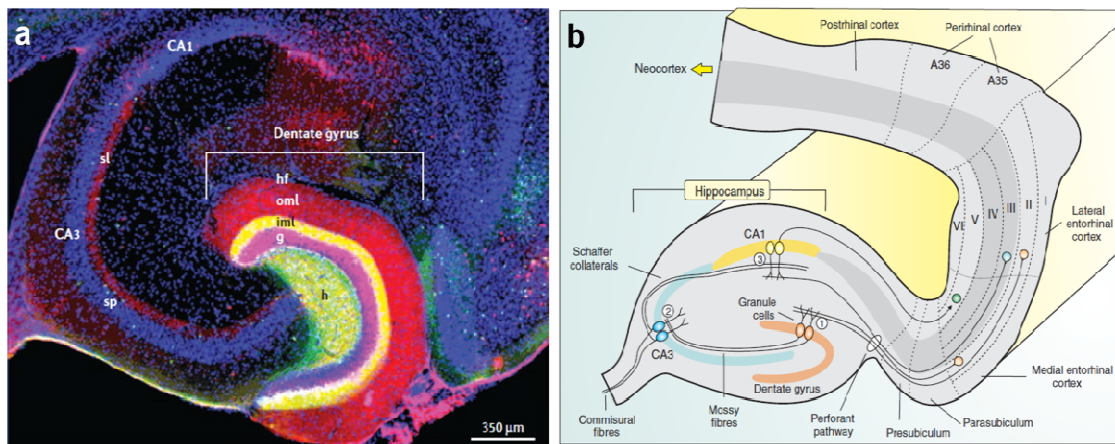 a
CA1
Dentate gyrus
sl
hf
oml
iml
g
CA3
h
sp
350 µm
b
Postrhinal cortex
Perirhinal cortex
A36
A35
Neocortex
Hippocampus
VI
V
IV
III
II
I
CA1
Lateral
entorhinal
cortex
Schaffer
collaterals
3
Granule
cells
2
1
CA3
Medial entorhinal
cortex
Dentate gyrus
Commisural
fibres
Mossy
fibres
Perforant
pathway
Presubiculum
Parasubiculum